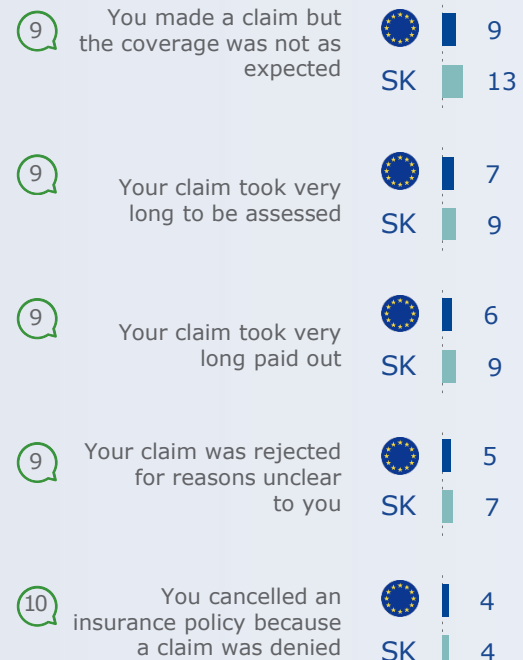 9
You made a claim but
the coverage was not as
expected
9
SK 13
9
Your claim took very
long to be assessed
7
SK 9
9
Your claim took very
long paid out
6
SK 9
9
Your claim was rejected
for reasons unclear
to you
5
SK 7
10
You cancelled an
insurance policy because
a claim was denied
4
SK 4